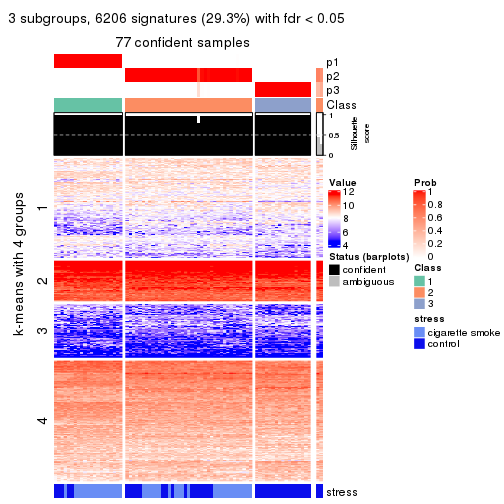 3 subgroups, 6206 signatures (29.3%) with fdr < 0.05
77 confident samples
p1
p2
p3
Class
1
0.5
0
Silhouette
score
k-means with 4 groups
1
2
3
4
Value
12
10
8
6
4
Status (barplots)
confident
ambiguous
Prob
1
0.8
0.6
0.4
0.2
0
Class
1
2
3
stress
cigarette smoke
control
stress